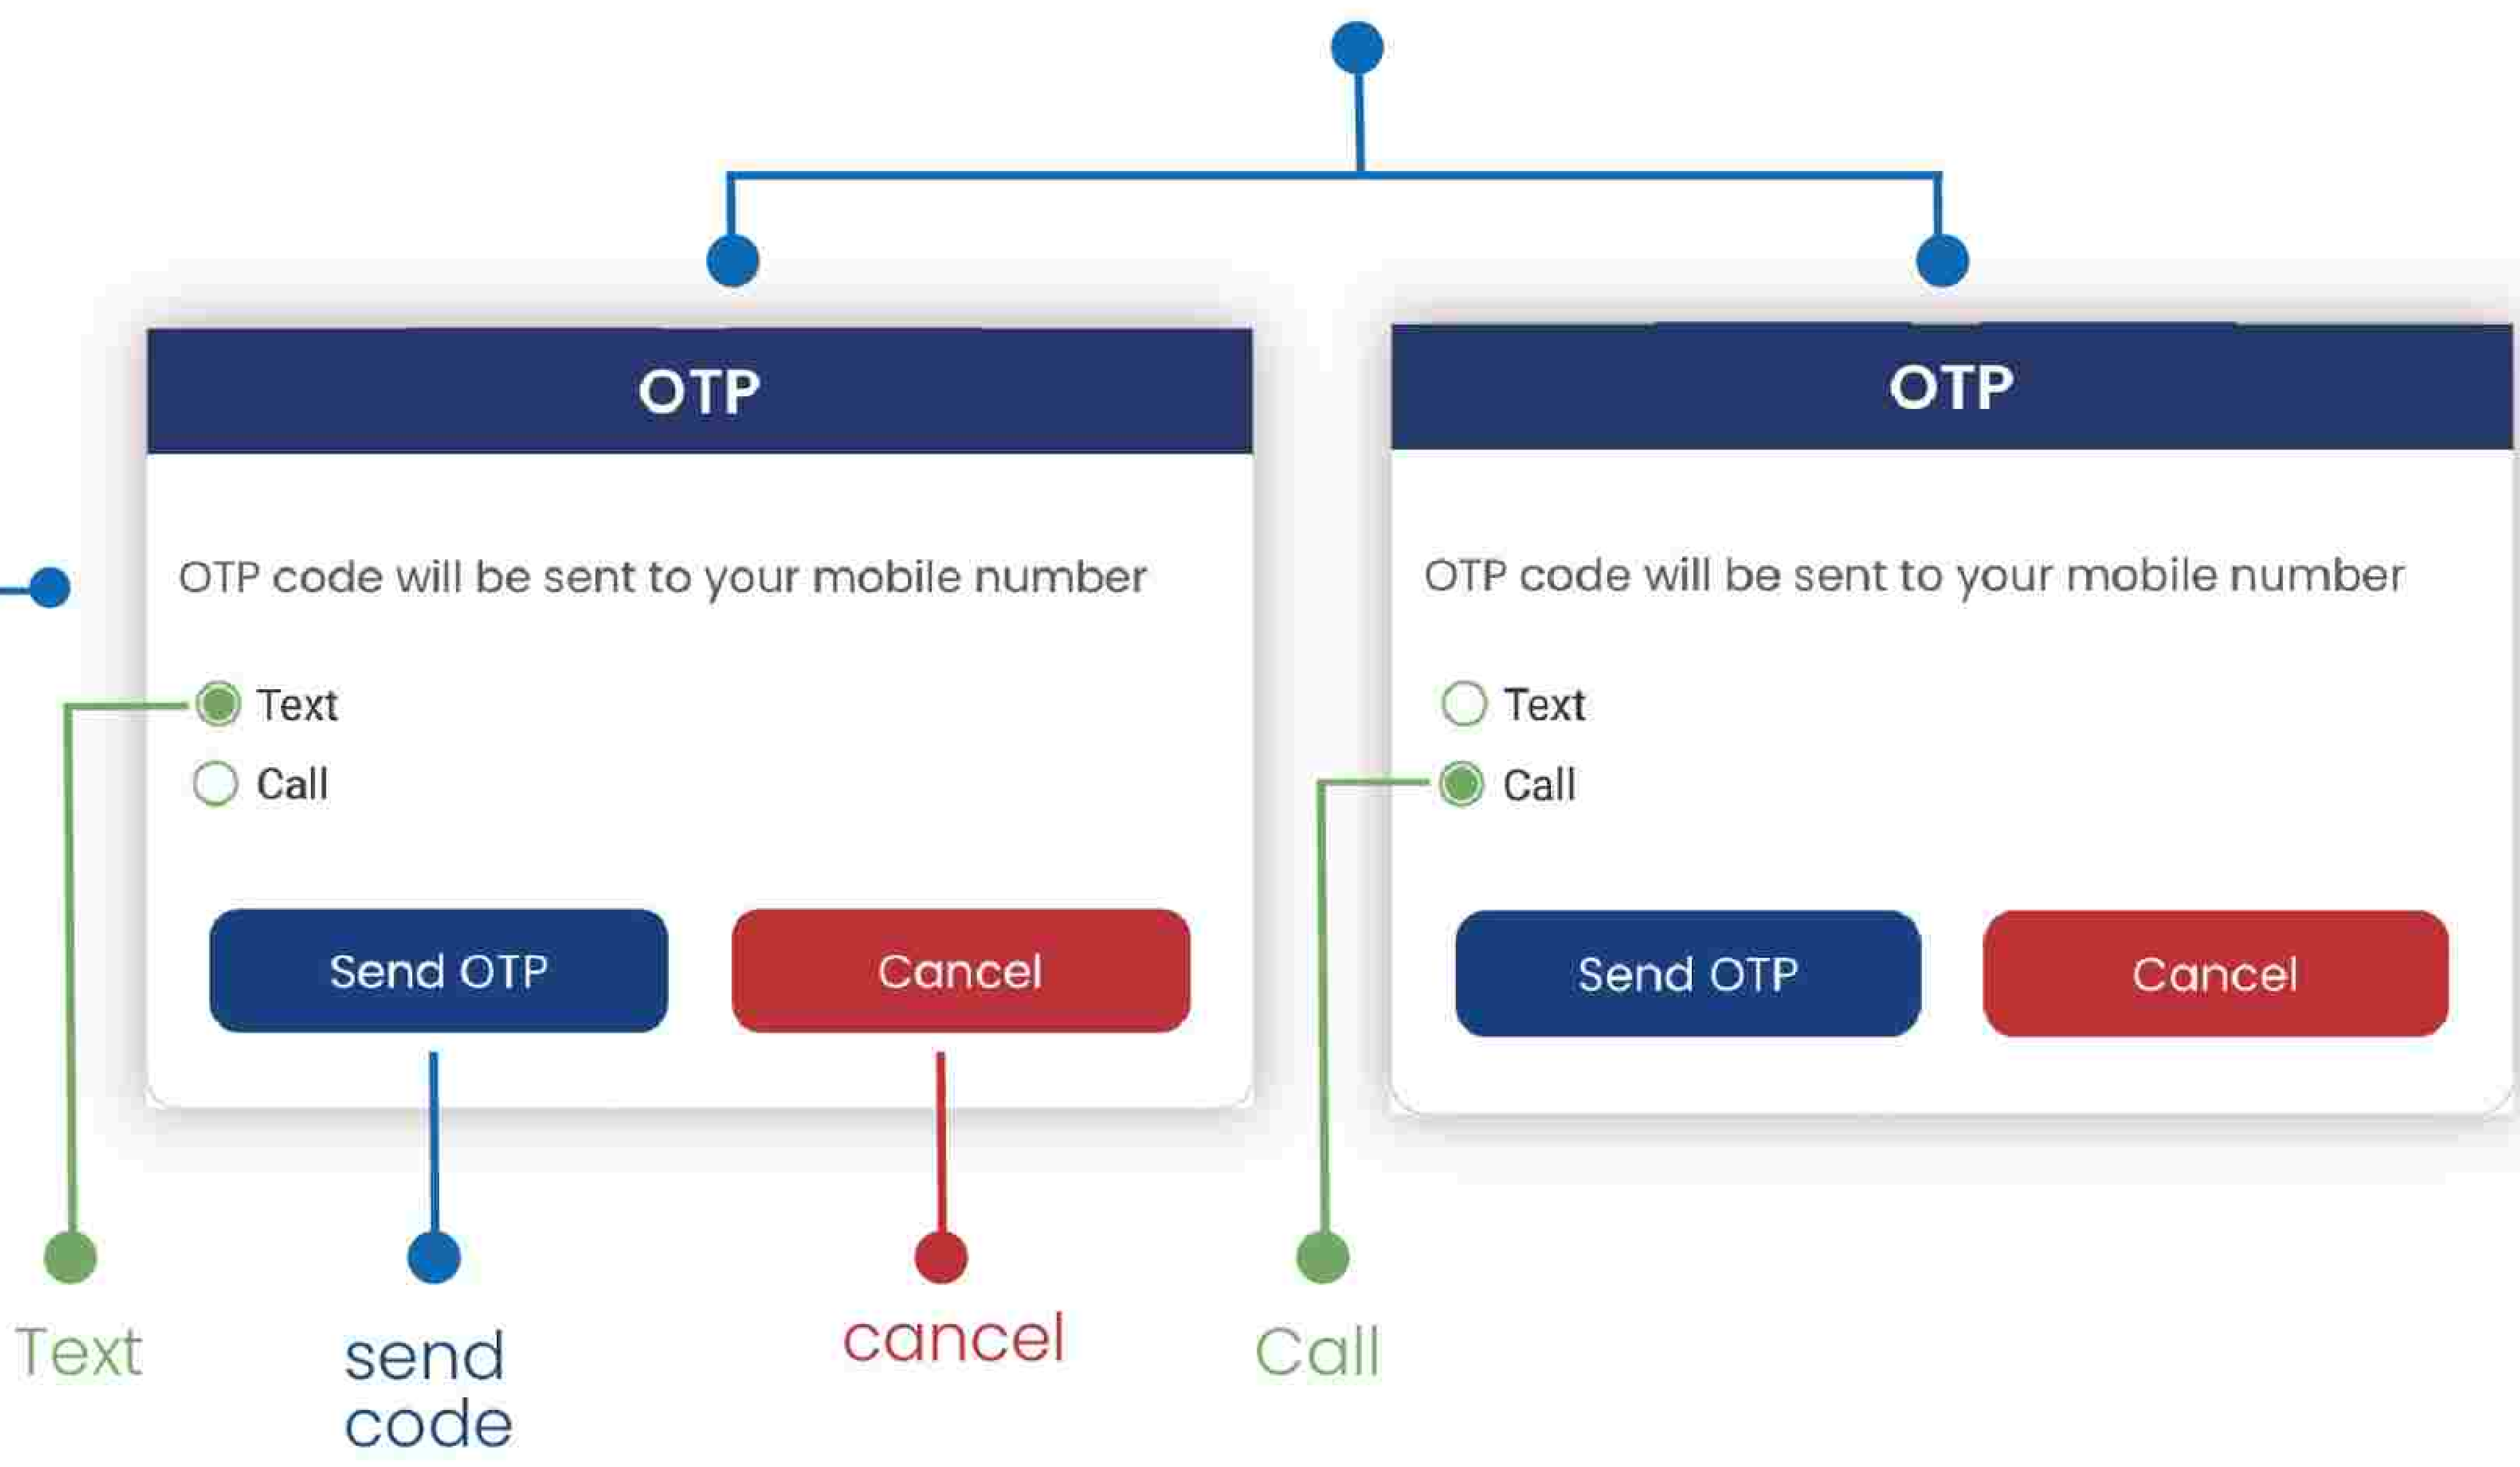 OTP
OTP code will be sent to your mobile number
Text
Call
Send OTP
Cancel
OTP
OTP code will be sent to your mobile number
Text
Call
Send OTP
Cancel
Text
send
code
cancel
Call